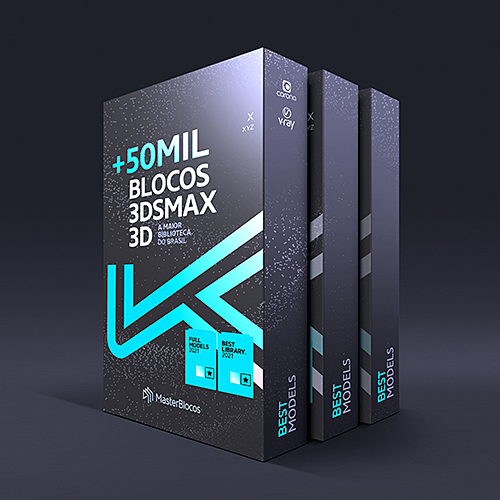 +50MIL
BLOCOS
3DSMAX
3D
A MAIOR
BIBLIOTECA
DO BRASIL
X
XYZ
corona
v·ray
FULL
MODELS
2021
BEST
LIBRARY.
2021
MasterBlocos
BEST
MODELS
BEST
MODELS
BEST
MODELS